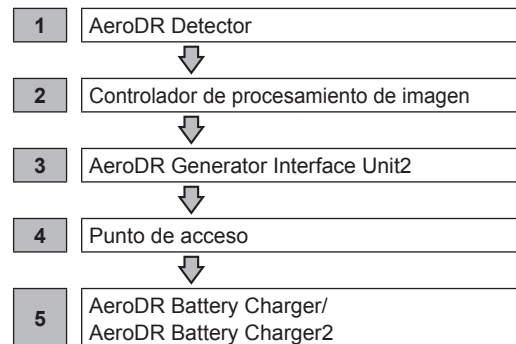 1 AeroDR Detector
2 Controlador de procesamiento de imagen
3 AeroDR Generator Interface Unit2
4 Punto de acceso
5 AeroDR Battery Charger/
AeroDR Battery Charger2